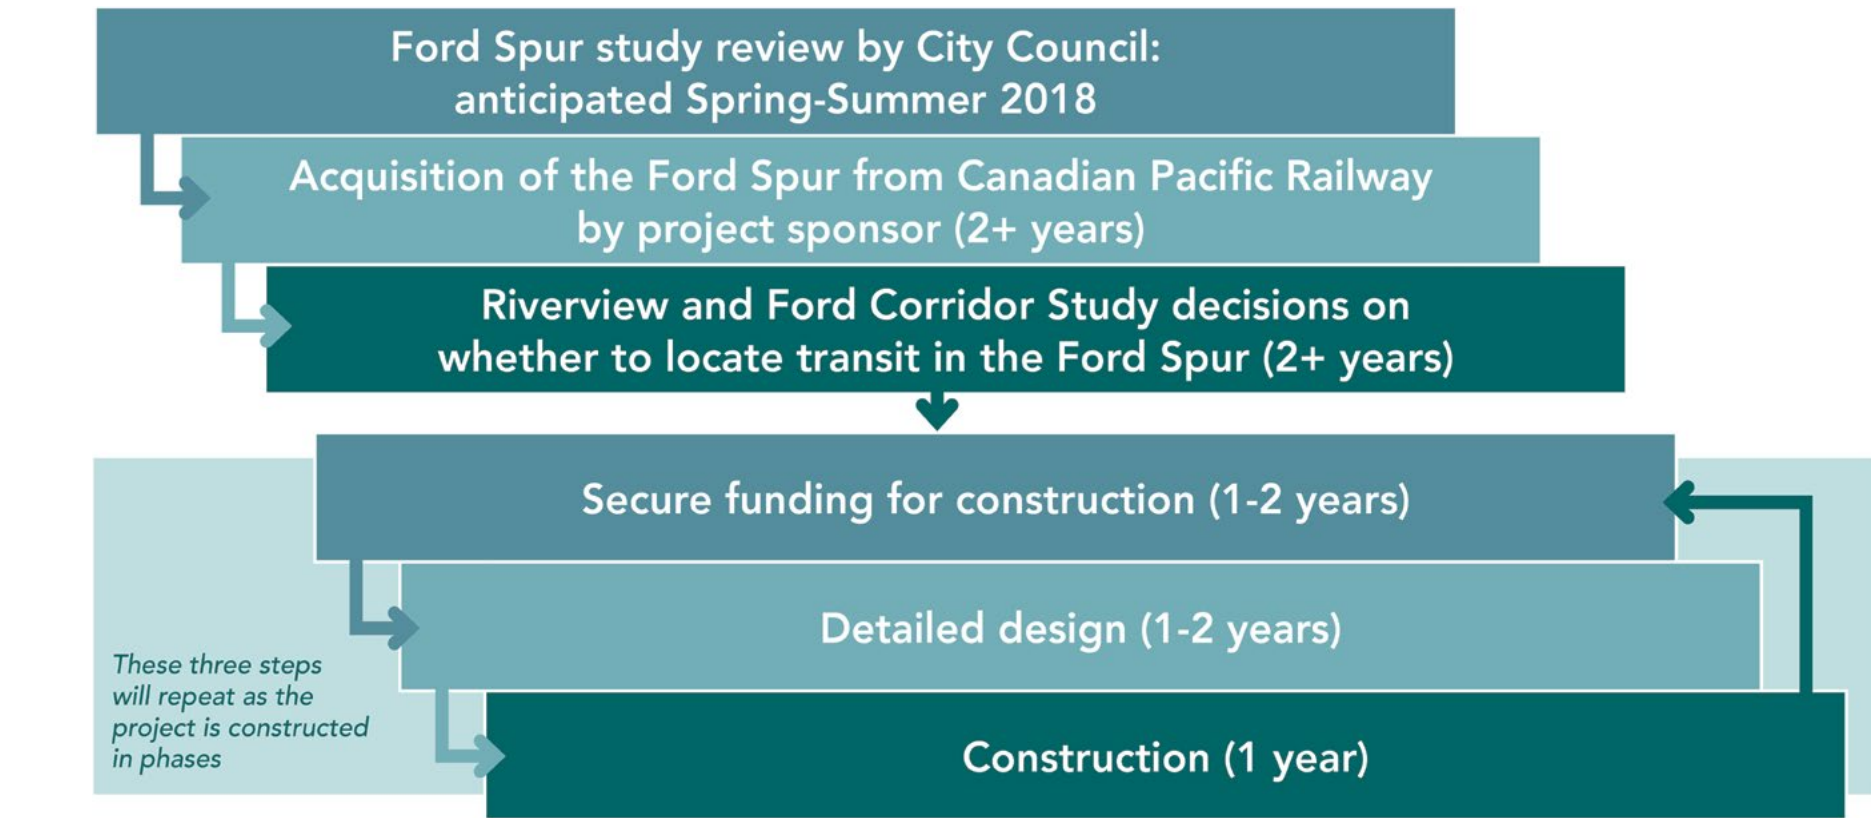 Ford Spur study review by City Council:
anticipated Spring-Summer 2018
Acquisition of the Ford Spur from Canadian Pacific Railway
by project sponsor (2+ years)
Riverview and Ford Corridor Study decisions on
whether to locate transit in the Ford Spur (2+ years)
Secure funding for construction (1-2 years)
Detailed design (1-2 years)
These three steps
will repeat as the
project is constructed
in phases
Construction (1 year)